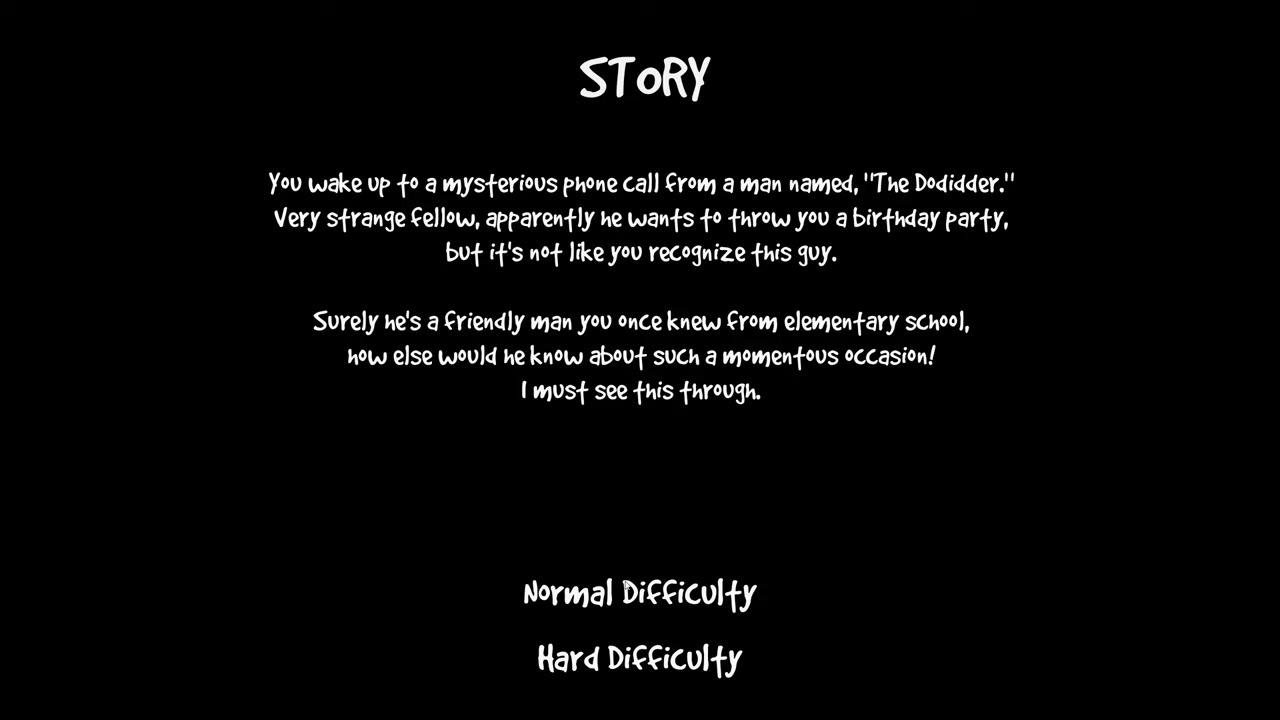 STORY
You wake up to a mysterious phone call from a man named, "The Dodidder."
Very strange fellow, apparently he wants to throw you a birthday party,
but it's not like you recognize this guy.
Surely he's a friendly man you once knew from elementary school,
how else would he know about such a momentous occasion!
I must see this through.
Normal Difficulty
Hard Difficulty